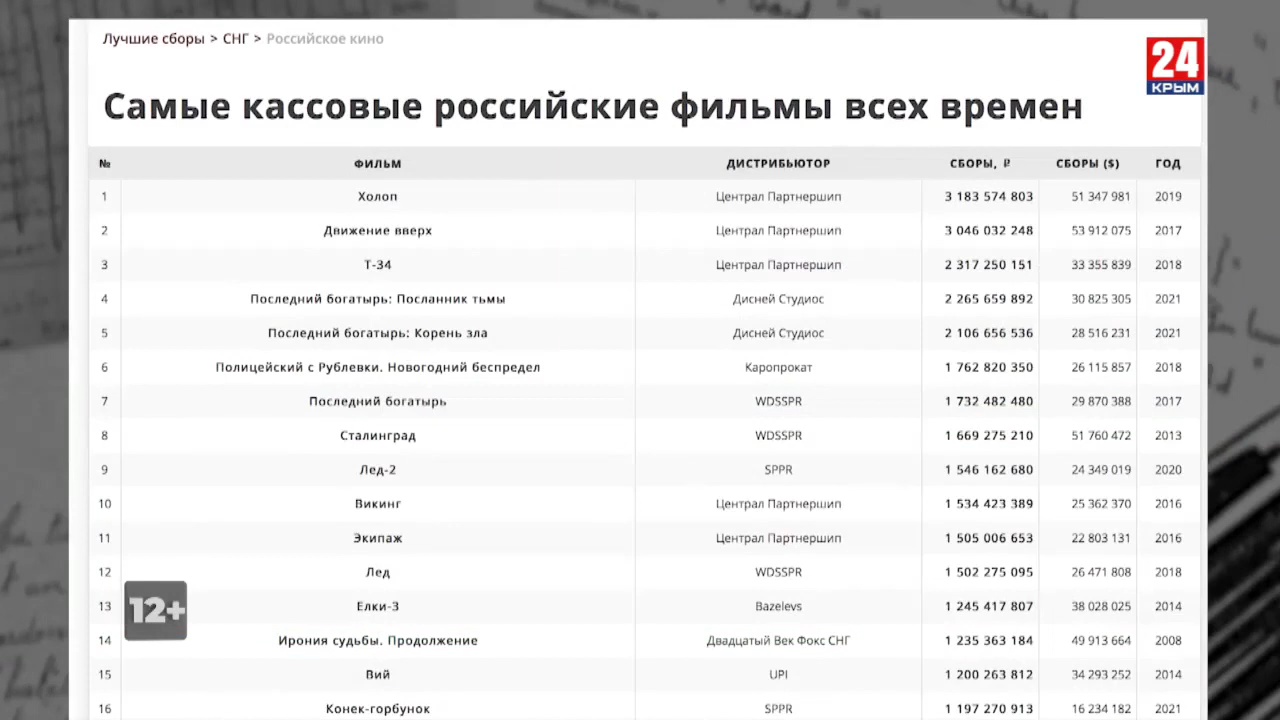 Лучшие сборы > СНГ > Российское кино
24
КРЫМ
Самые кассовые российские фильмы всех времен
№ ФИЛЬМ ДИСТРИБЬЮТОР СБОРЫ, ₽ СБОРЫ ($) ГОД
1 Холоп Централ Партнершип 3 183 574 803 51 347 981 2019
2 Движение вверх Централ Партнершип 3 046 032 248 53 912 075 2017
3 Т-34 Централ Партнершип 2 317 250 151 33 355 839 2018
4 Последний богатырь: Посланник тьмы Дисней Студиос 2 265 659 892 30 825 305 2021
5 Последний богатырь: Корень зла Дисней Студиос 2 106 656 536 28 516 231 2021
6 Полицейский с Рублевки. Новогодний беспредел Каропрокат 1 762 820 350 26 115 857 2018
7 Последний богатырь WDSSPR 1 732 482 480 29 870 388 2017
8 Сталинград WDSSPR 1 669 275 210 51 760 472 2013
9 Лед-2 SPPR 1 546 162 680 24 349 019 2020
10 Викинг Централ Партнершип 1 534 423 389 25 362 370 2016
11 Экипаж Централ Партнершип 1 505 006 653 22 803 131 2016
12 Лед WDSSPR 1 502 275 095 26 471 808 2018
13 Елки-3 Bazelevs 1 245 417 807 38 028 025 2014
12+
14 Ирония судьбы. Продолжение Двадцатый Век Фокс СНГ 1 235 363 184 49 913 664 2008
15 Вий UPI 1 200 263 812 34 293 252 2014
16 Конек-горбунок SPPR 1 197 270 913 16 234 182 2021